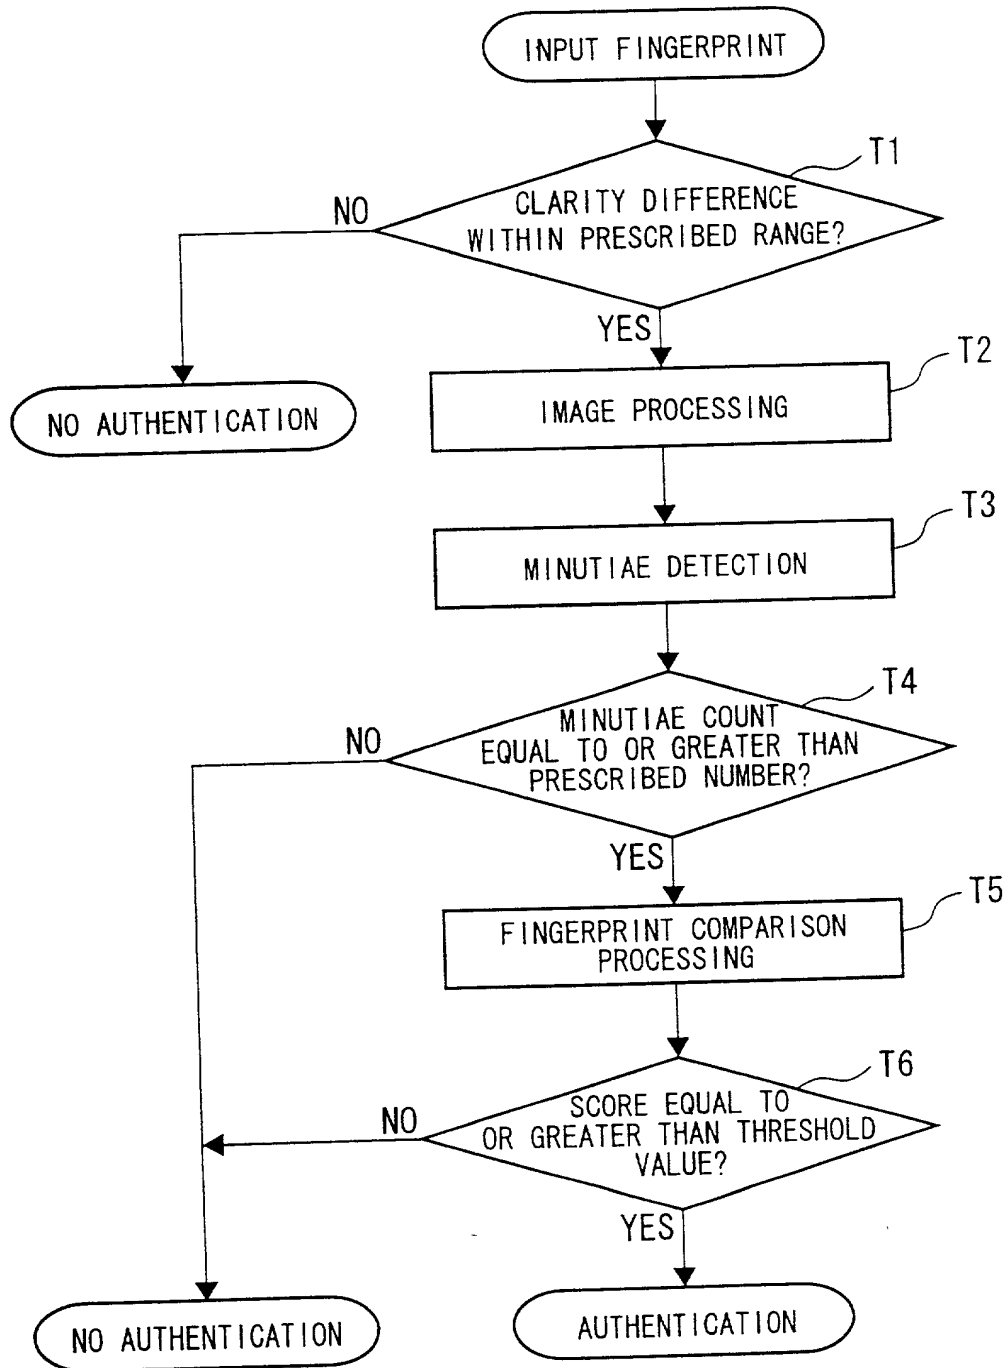 INPUT FINGERPRINT
T1
CLARITY DIFFERENCE
WITHIN PRESCRIBED RANGE?
NO
YES
T2
NO AUTHENTICATION
IMAGE PROCESSING
T3
MINUTIAE DETECTION
T4
MINUTIAE COUNT
EQUAL TO OR GREATER THAN
PRESCRIBED NUMBER?
NO
YES
T5
FINGERPRINT COMPARISON
PROCESSING
T6
SCORE EQUAL TO
OR GREATER THAN THRESHOLD
VALUE?
NO
YES
NO AUTHENTICATION
AUTHENTICATION